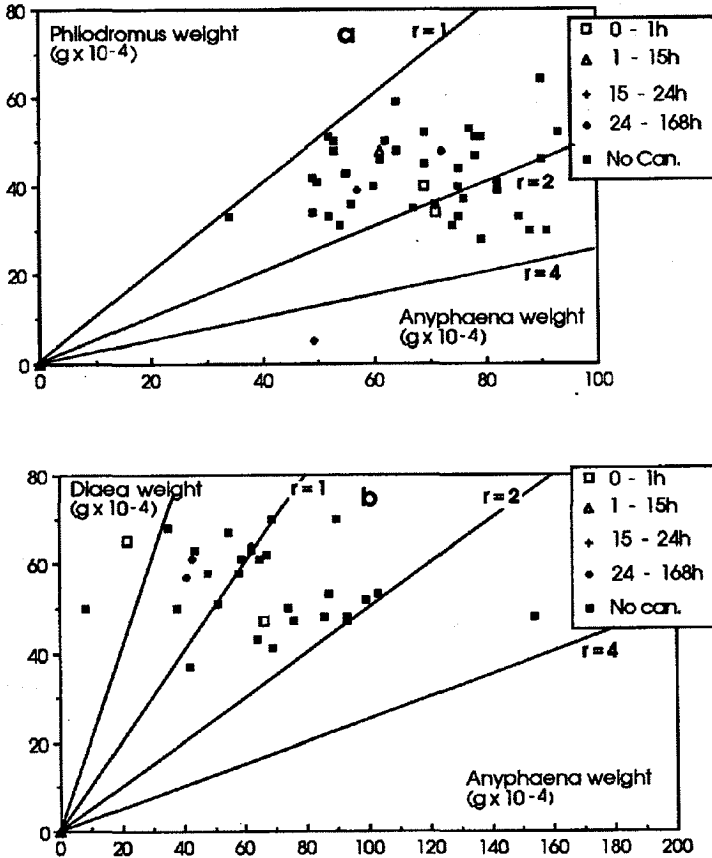 80
60
40
20
0
Philodromus weight
(g x 10-4)
a
r = 1
r = 2
r = 4
Anyphaena weight
(g x 10-4)
0 20 40 60 80 100
0 - 1h
1 - 15h
15 - 24h
24 - 168h
No Can.
80
60
40
20
0
Diaea weight
(g x 10-4)
b
r = 1
r = 2
r = 4
Anyphaena weight
(g x 10-4)
0 20 40 60 80 100 120 140 160 180 200
0 - 1h
1 - 15h
15 - 24h
24 - 168h
No can.